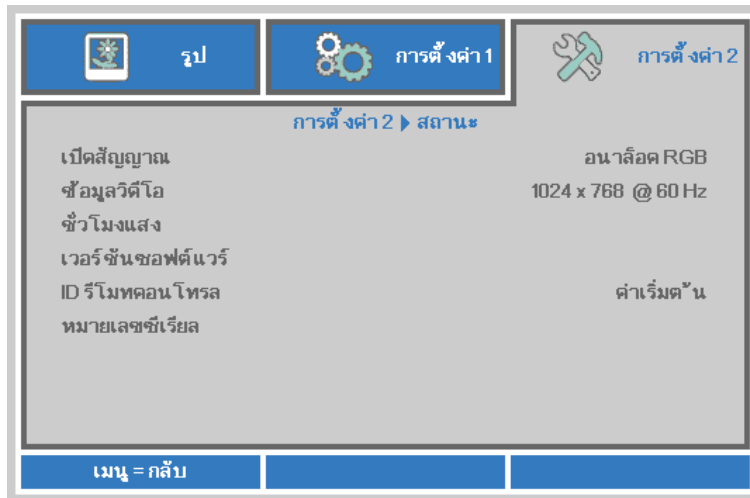 รูป
การตั้งค่า 1
การตั้งค่า 2
การตั้งค่า 2 ▶ สถานะ
เปิดสัญญาณ อนาล็อค RGB
ข้อมูลวิดีโอ 1024 x 768 @ 60 Hz
ชั่วโมงแสง
เวอร์ชันซอฟต์แวร์
ID รีโมทคอนโทรล ค่าเริ่มต้น
หมายเลขซีเรียล
เมนู = กลับ